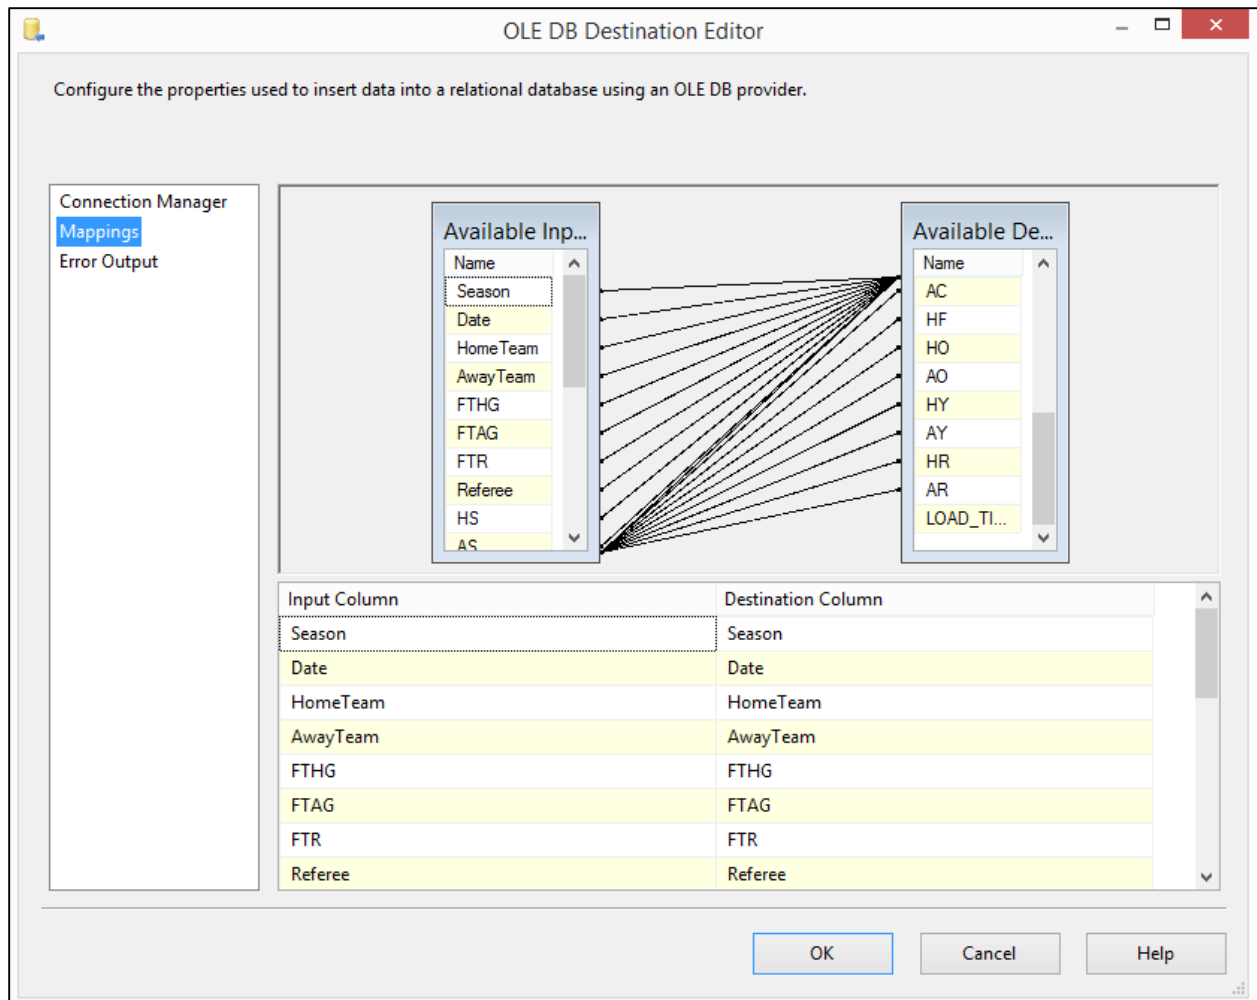 OLE DB Destination Editor
Configure the properties used to insert data into a relational database using an OLE DB provider.
Connection Manager
Mappings
Error Output
Available Inp...
Name
Season
Date
HomeTeam
AwayTeam
FTHG
FTAG
FTR
Referee
HS
AS
Available De...
Name
AC
HF
HO
AO
HY
AY
HR
AR
LOAD_TI...
Input Column Destination Column
Season Season
Date Date
HomeTeam HomeTeam
AwayTeam AwayTeam
FTHG FTHG
FTAG FTAG
FTR FTR
Referee Referee
OK Cancel Help